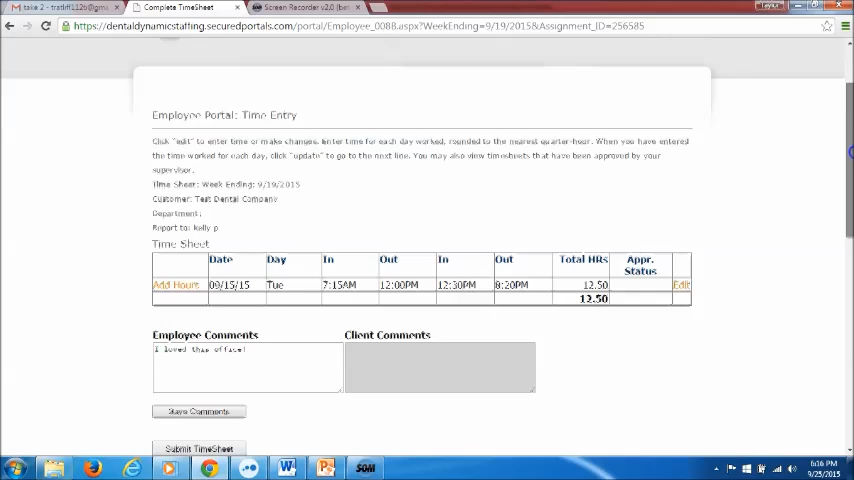 take 2 - tratliff1126@gma
Complete TimeSheet
Screen Recorder v2.0 (be
Taylor
https://dentaldynamicstaffing.securedportals.com/portal/Employee_008B.aspx?WeekEnding=9/19/2015&Assignment_ID=256585
Employee Portal: Time Entry
Click "edit" to enter time or make changes. Enter time for each day worked, rounded to the nearest quarter-hour. When you have entered
the time worked for each day, click "update" to go to the next line. You may also view timesheets that have been approved by your
supervisor.
Time Sheet: Week Ending: 9/19/2015
Customer: Test Dental Company
Department:
Report to: kelly p
Time Sheet
Date Day In Out In Out Total HRs Appr. Status
Add Hours 09/15/15 Tue 7:15AM 12:00PM 12:30PM 8:20PM 12.50 Edit
12.50
Employee Comments Client Comments
I loved this office!
Save Comments
Submit TimeSheet
SOM
6:16 PM
9/25/2015